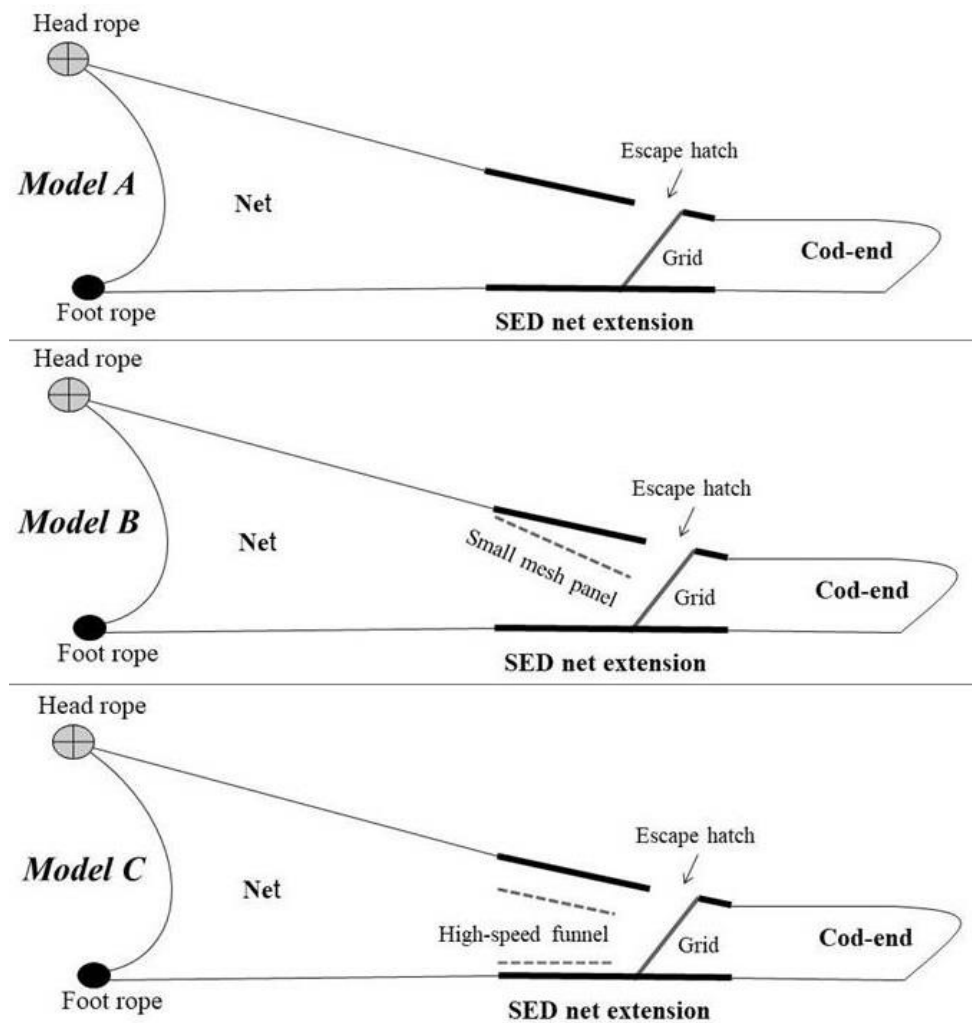 Head rope
Escape hatch
Model A
Net
Grid
Cod-end
Foot rope
SED net extension
Head rope
Escape hatch
Model B
Net
Small mesh panel
Grid
Cod-end
Foot rope
SED net extension
Head rope
Escape hatch
Model C
Net
High-speed funnel
Grid
Cod-end
Foot rope
SED net extension